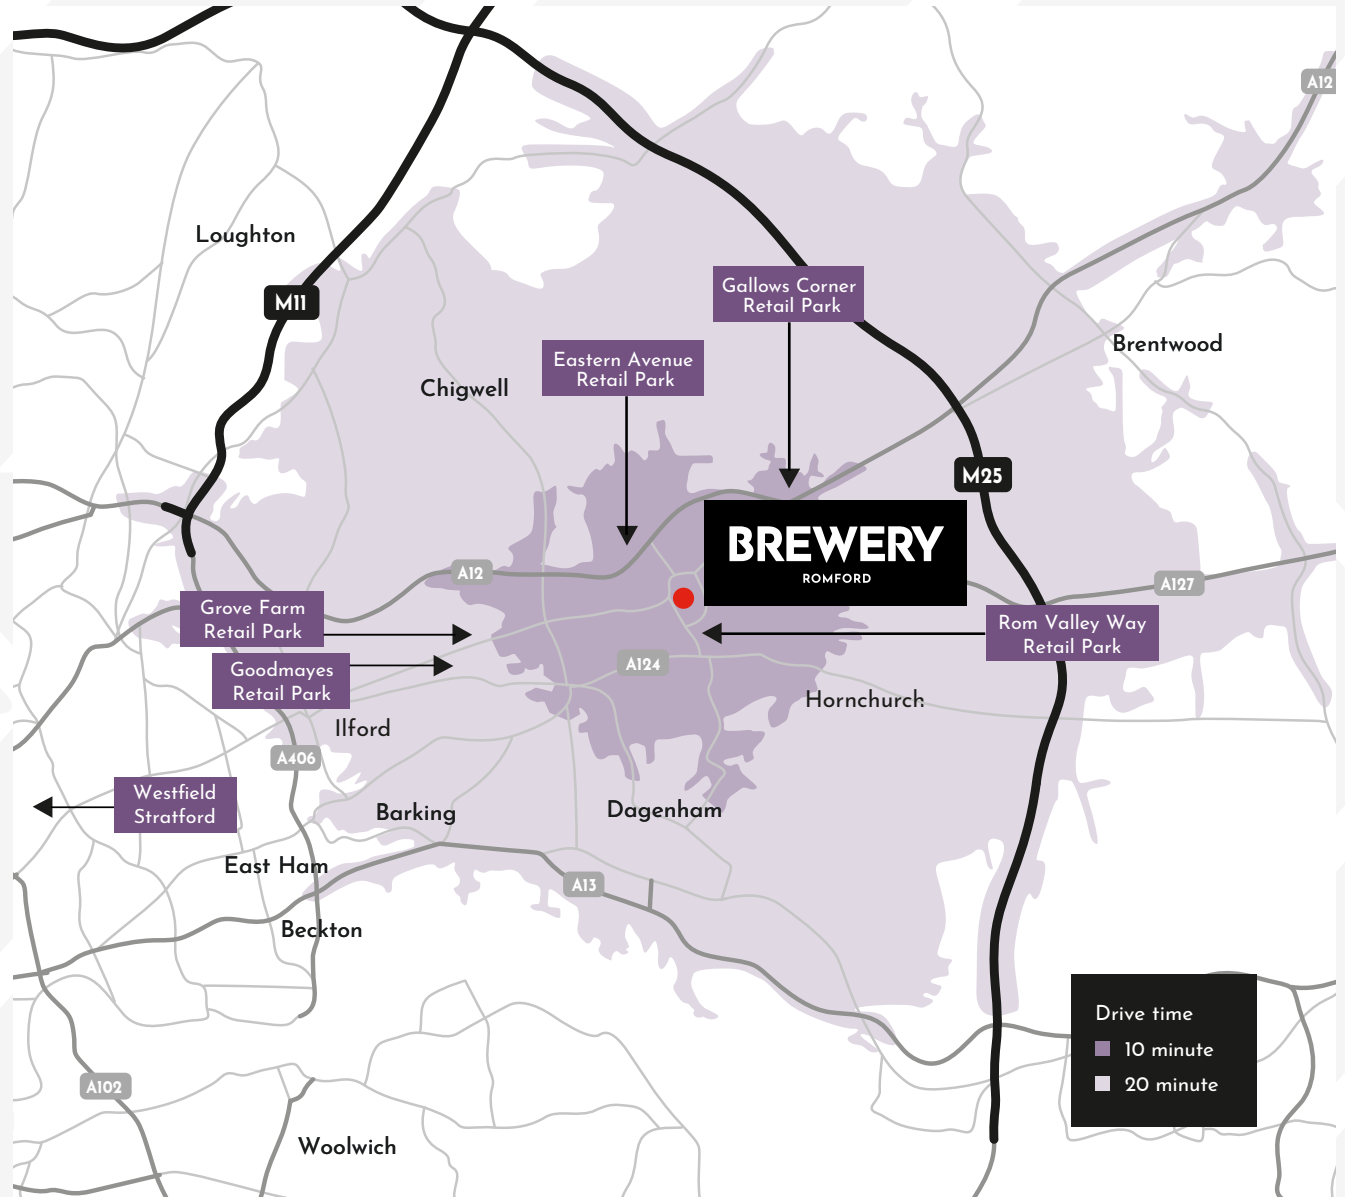 A12
Loughton
Gallows Corner
Retail Park
M11
Brentwood
Eastern Avenue
Retail Park
Chigwell
M25
BREWERY
ROMFORD
A12
A127
Grove Farm
Retail Park
Rom Valley Way
Retail Park
Goodmayes
Retail Park
A124
Hornchurch
Ilford
A406
Westfield
Stratford
Barking
Dagenham
East Ham
A13
Beckton
Drive time
10 minute
20 minute
A102
Woolwich